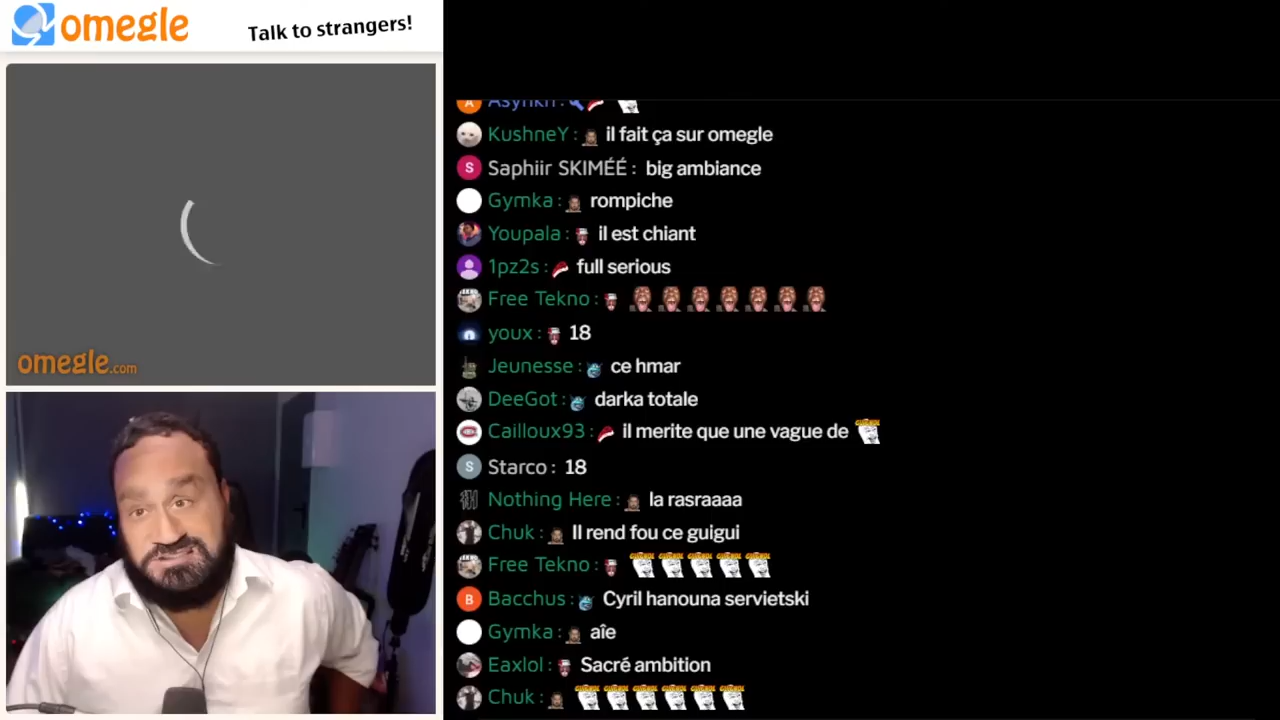 omegle
Talk to strangers!
omegle.com
Asynkh :
KushneY : il fait ça sur omegle
Saphiir SKIMÉÉ : big ambiance
Gymka : rompiche
Youpala : il est chiant
1pz2s : full serious
Free Tekno :
youx : 18
Jeunesse : ce hmar
DeeGot : darka totale
Cailloux93 : il merite que une vague de
Starco : 18
Nothing Here : la rasraaaa
Chuk : Il rend fou ce guigui
Free Tekno :
Bacchus : Cyril hanouna servietski
Gymka : aîe
Eaxlol : Sacré ambition
Chuk :